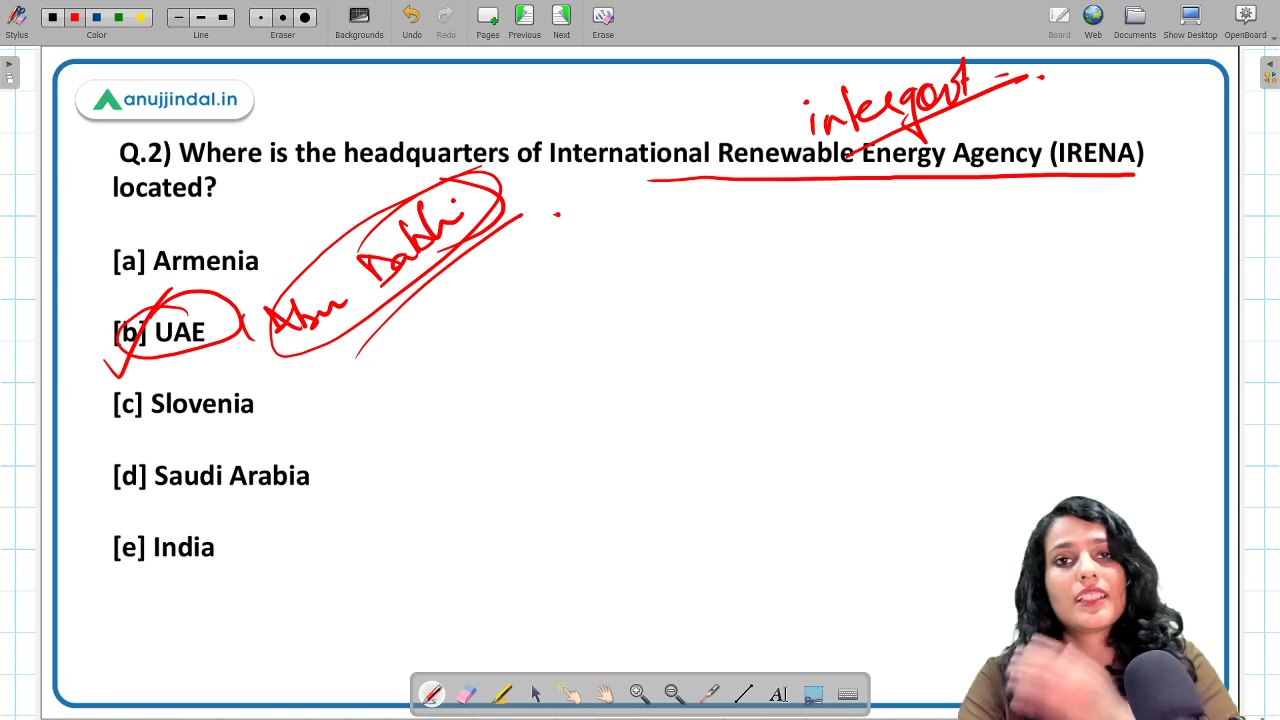 Stylus Color Line Eraser Backgrounds Undo Redo Pages Previous Next Erase Board Web Documents Show Desktop OpenBoard
anujjindal.in
intergovt
Q.2) Where is the headquarters of International Renewable Energy Agency (IRENA)
located?
Abu Dabhi
[a] Armenia
[b] UAE
[c] Slovenia
[d] Saudi Arabia
[e] India